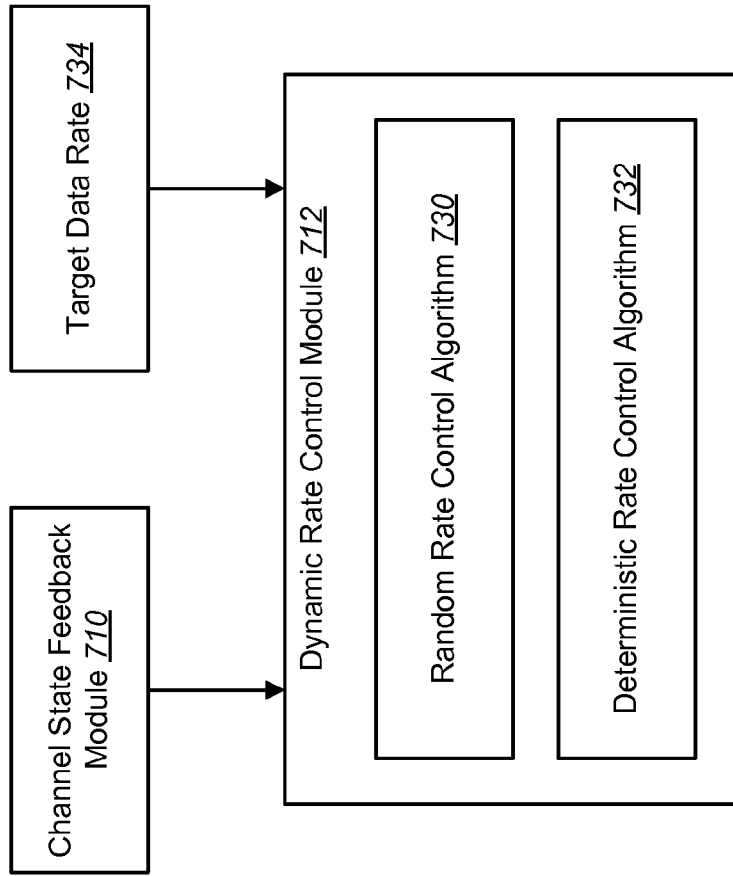 Channel State Feedback
Module 710
Target Data Rate 734
Dynamic Rate Control Module 712
Random Rate Control Algorithm 730
Deterministic Rate Control Algorithm 732